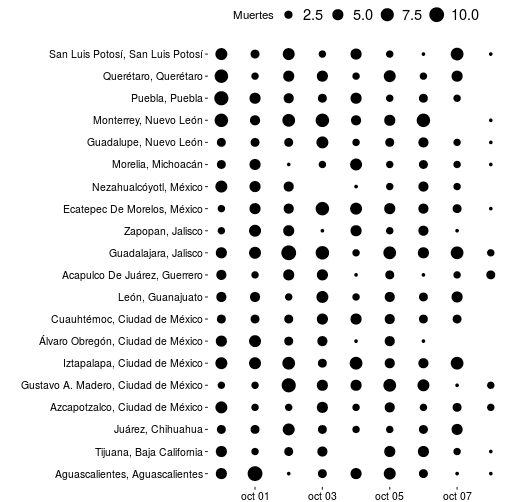 Muertes 2.5 5.0 7.5 10.0
San Luis Potosí, San Luis Potosí
Querétaro, Querétaro
Puebla, Puebla
Monterrey, Nuevo León
Guadalupe, Nuevo León
Morelia, Michoacán
Nezahualcóyotl, México
Ecatepec De Morelos, México
Zapopan, Jalisco
Guadalajara, Jalisco
Acapulco De Juárez, Guerrero
León, Guanajuato
Cuauhtémoc, Ciudad de México
Álvaro Obregón, Ciudad de México
Iztapalapa, Ciudad de México
Gustavo A. Madero, Ciudad de México
Azcapotzalco, Ciudad de México
Juárez, Chihuahua
Tijuana, Baja California
Aguascalientes, Aguascalientes
oct 01 oct 03 oct 05 oct 07